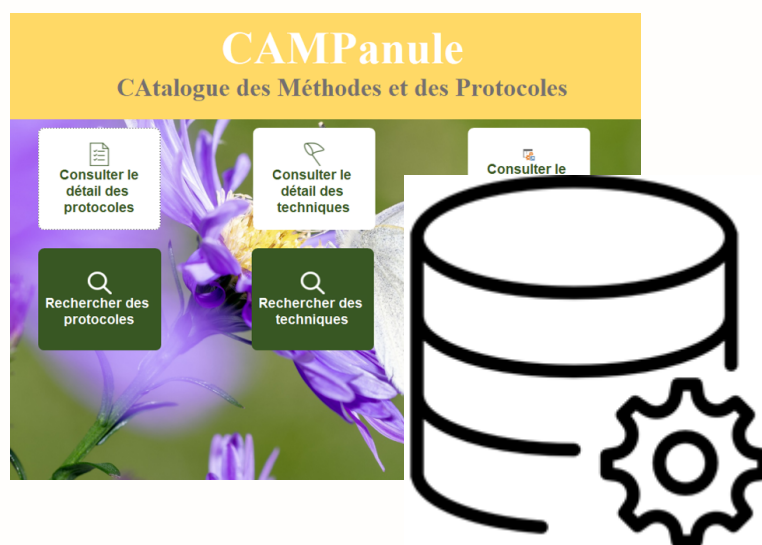 CAMPanule
CAtalogue des Méthodes et des Protocoles
Consulter le
détail des
protocoles
Consulter le
détail des
techniques
Consulter le
Rechercher des
protocoles
Rechercher des
techniques